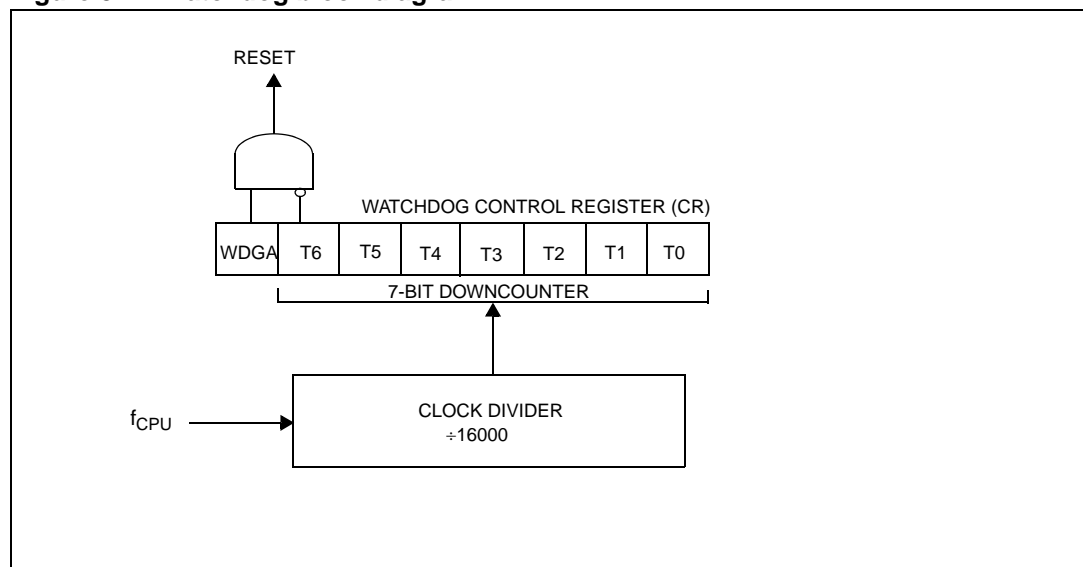 RESET
WATCHDOG CONTROL REGISTER (CR)
WDGA T6 T5 T4 T3 T2 T1 T0
7-BIT DOWNCOUNTER
fCPU
CLOCK DIVIDER
÷16000